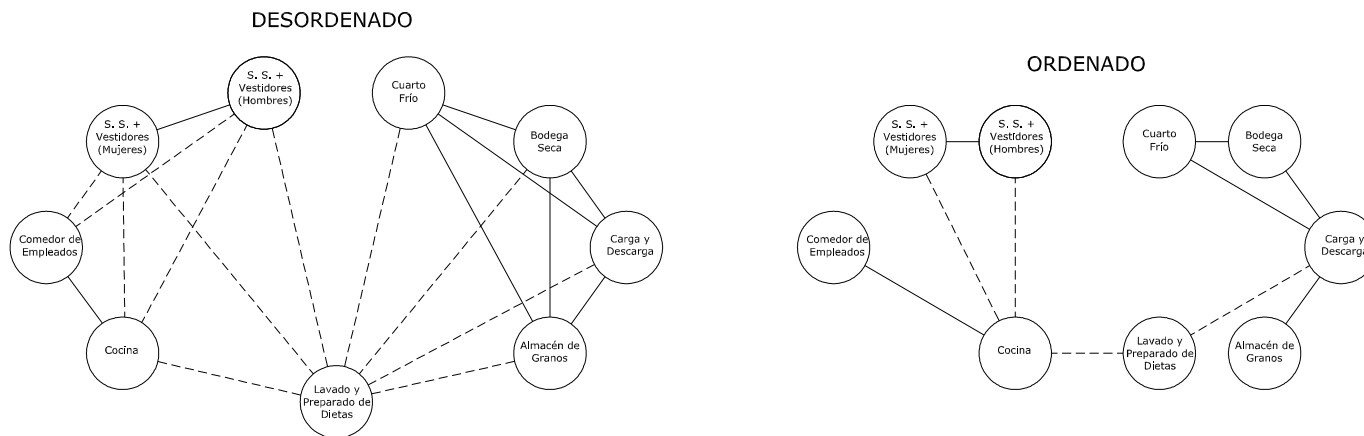 DESORDENADO
S. S. +
Vestidores
(Hombres)
Cuarto
Frío
S. S. +
Vestidores
(Mujeres)
Bodega
Seca
Comedor de
Empleados
Carga y
Descarga
Cocina
Almacén de
Granos
Lavado y
Preparado de
Dietas
ORDENADO
S. S. +
Vestidores
(Mujeres)
S. S. +
Vestidores
(Hombres)
Cuarto
Frío
Bodega
Seca
Comedor de
Empleados
Carga y
Descarga
Cocina
Lavado y
Preparado de
Dietas
Almacén de
Granos